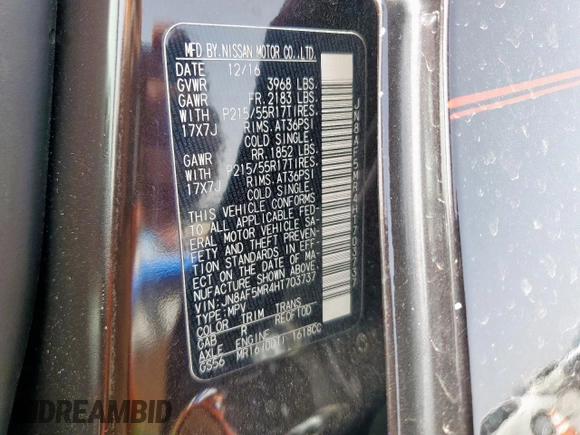 MFD BY NISSAN MOTOR CO., LTD.
DATE 12/16
GVWR 3968 LBS.
GAWR FR. 2183 LBS.
WITH P215/55R17TIRES.
17X7J RIMS. AT36PSI
COLD SINGLE.
GAWR RR. 1852 LBS.
WITH P215/55R17TIRES.
17X7J RIMS. AT36PSI
COLD SINGLE.
THIS VEHICLE CONFORMS
TO ALL APPLICABLE FED-
ERAL MOTOR VEHICLE SA-
FETY AND THEFT PREVEN-
TION STANDARDS IN EFF-
ECT ON THE DATE OF MA-
NUFACTURE SHOWN ABOVE.
VIN: JN8AF5MR4HT703737
TYPE: MPV
COLOR TRIM TRANS
GAB R RE0F10D
AXLE ENGINE
GS56 MR16(DDT) 1618CC
JN8AF5MR4HT703737
DREAMBID